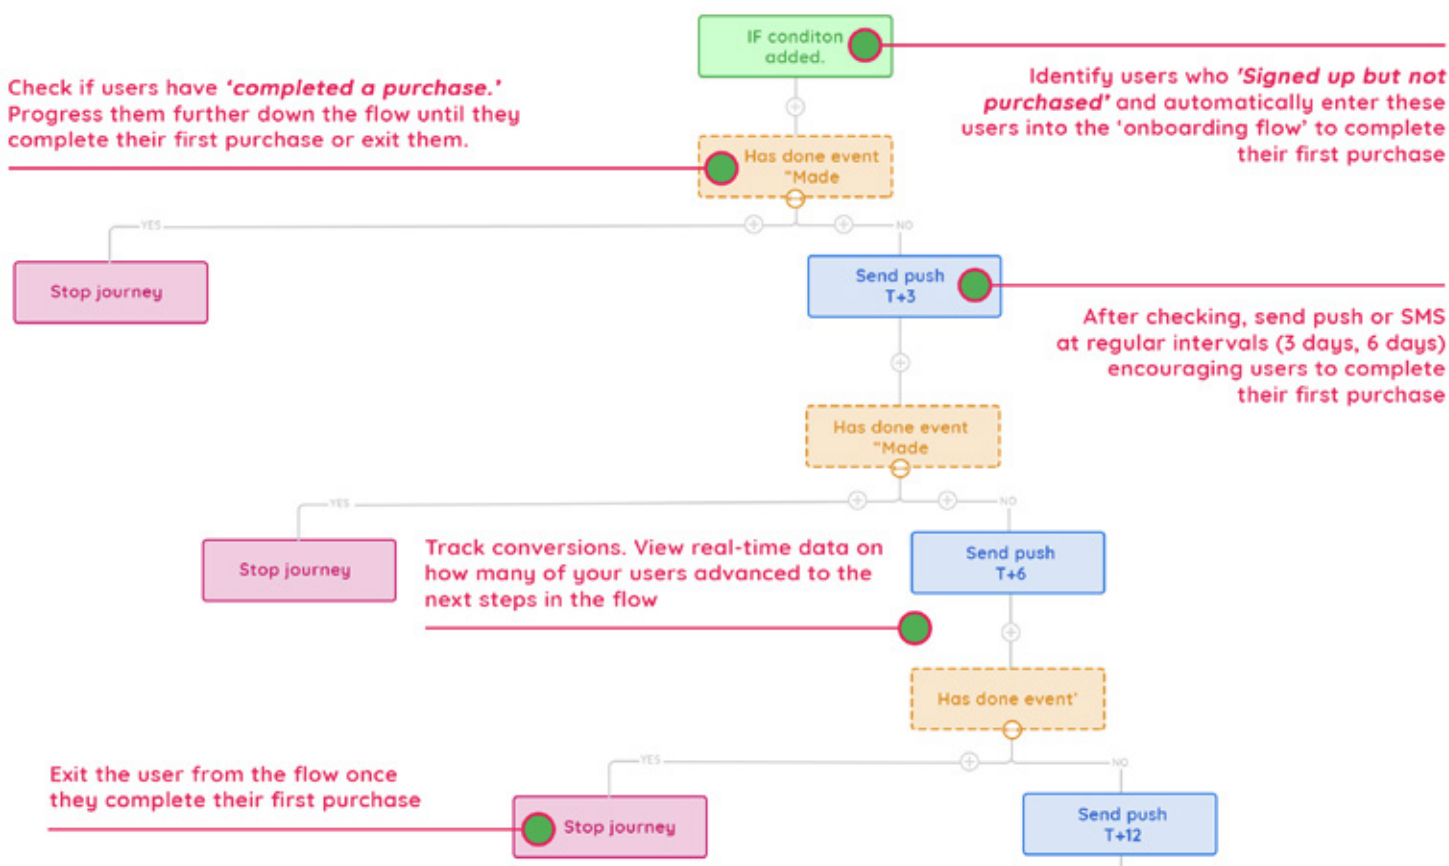 IF conditon
added.
Check if users have ‘completed a purchase.’
Progress them further down the flow until they
complete their first purchase or exit them.
Identify users who 'Signed up but not
purchased’ and automatically enter these
users into the ‘onboarding flow’ to complete
their first purchase
Has done event
“Made
YES
NO
Stop journey
Send push
T+3
After checking, send push or SMS
at regular intervals (3 days, 6 days)
encouraging users to complete
their first purchase
Has done event
“Made
YES
NO
Stop journey
Track conversions. View real-time data on
how many of your users advanced to the
next steps in the flow
Send push
T+6
Has done event’
YES
NO
Exit the user from the flow once
they complete their first purchase
Stop journey
Send push
T+12